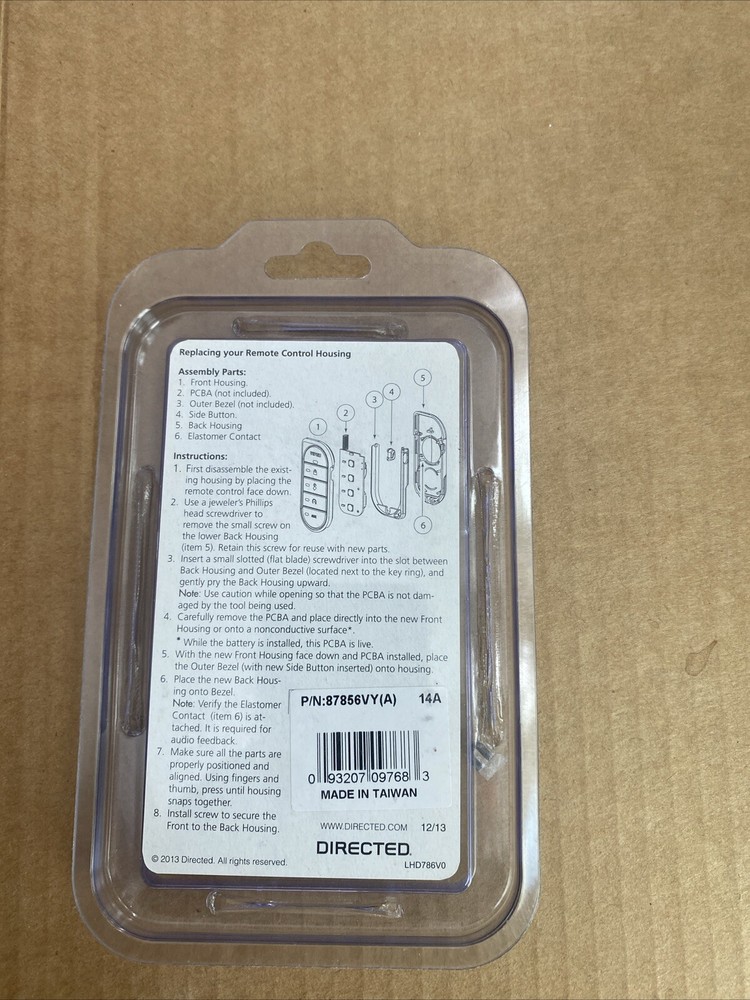 Replacing your Remote Control Housing
Assembly Parts:
1. Front Housing.
2. PCBA (not included).
3. Outer Bezel (not included).
4. Side Button.
5. Back Housing
6. Elastomer Contact
1
2
3
4
5
6
Instructions:
1. First disassemble the exist-
ing housing by placing the
remote control face down.
2. Use a jeweler's Phillips
head screwdriver to
remove the small screw on
the lower Back Housing
(item 5). Retain this screw for reuse with new parts.
3. Insert a small slotted (flat blade) screwdriver into the slot between
Back Housing and Outer Bezel (located next to the key ring), and
gently pry the Back Housing upward.
Note: Use caution while opening so that the PCBA is not dam-
aged by the tool being used.
4. Carefully remove the PCBA and place directly into the new Front
Housing or onto a nonconductive surface*.
* While the battery is installed, this PCBA is live.
5. With the new Front Housing face down and PCBA installed, place
the Outer Bezel (with new Side Button inserted) onto housing.
6. Place the new Back Hous-
ing onto Bezel.
Note: Verify the Elastomer
Contact (item 6) is at-
tached. It is required for
audio feedback.
7. Make sure all the parts are
properly positioned and
aligned. Using fingers and
thumb, press until housing
snaps together.
8. Install screw to secure the
Front to the Back Housing.
P/N:87856VY(A) 14A
0 93207 09768 3
MADE IN TAIWAN
WWW.DIRECTED.COM 12/13
DIRECTED.
© 2013 Directed. All rights reserved.
LHD786V0